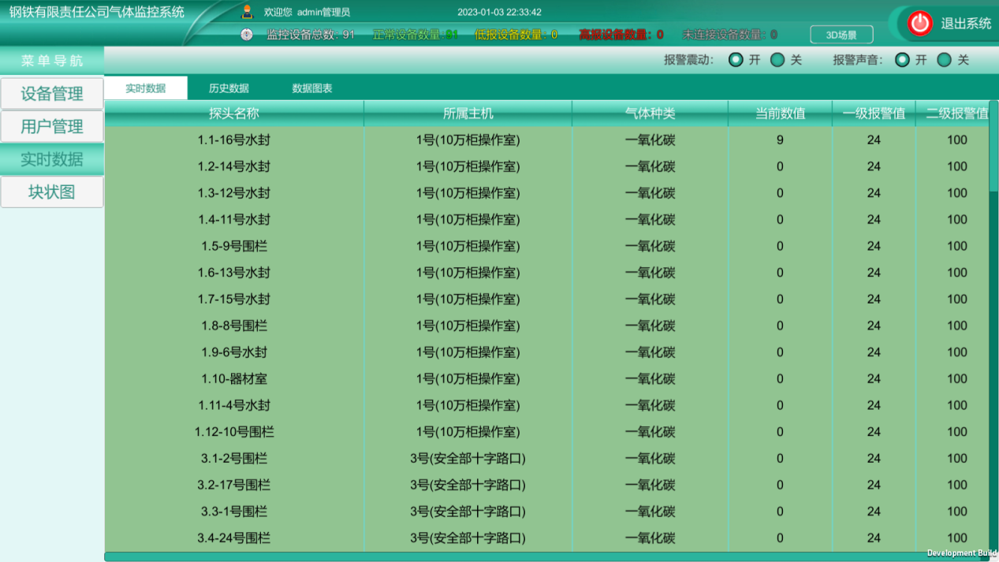 钢铁有限责任公司气体监控系统 欢迎您 admin管理员 2023-01-03 22:33:42
监控设备总数: 91 正常设备数量:91 低报设备数量: 0 高报设备数量: 0 未连接设备数量: 0 3D场景 退出系统
菜单导航 报警震动: 开 关 报警声音: 开 关
设备管理
用户管理
实时数据
块状图
实时数据 历史数据 数据图表
探头名称 所属主机 气体种类 当前数值 一级报警值 二级报警值
1.1-16号水封 1号(10万柜操作室) 一氧化碳 9 24 100
1.2-14号水封 1号(10万柜操作室) 一氧化碳 0 24 100
1.3-12号水封 1号(10万柜操作室) 一氧化碳 0 24 100
1.4-11号水封 1号(10万柜操作室) 一氧化碳 0 24 100
1.5-9号围栏 1号(10万柜操作室) 一氧化碳 0 24 100
1.6-13号水封 1号(10万柜操作室) 一氧化碳 0 24 100
1.7-15号水封 1号(10万柜操作室) 一氧化碳 0 24 100
1.8-8号围栏 1号(10万柜操作室) 一氧化碳 0 24 100
1.9-6号水封 1号(10万柜操作室) 一氧化碳 0 24 100
1.10-器材室 1号(10万柜操作室) 一氧化碳 0 24 100
1.11-4号水封 1号(10万柜操作室) 一氧化碳 0 24 100
1.12-10号围栏 1号(10万柜操作室) 一氧化碳 0 24 100
3.1-2号围栏 3号(安全部十字路口) 一氧化碳 0 24 100
3.2-17号围栏 3号(安全部十字路口) 一氧化碳 0 24 100
3.3-1号围栏 3号(安全部十字路口) 一氧化碳 0 24 100
3.4-24号围栏 3号(安全部十字路口) 一氧化碳 0 24 100
Development Build